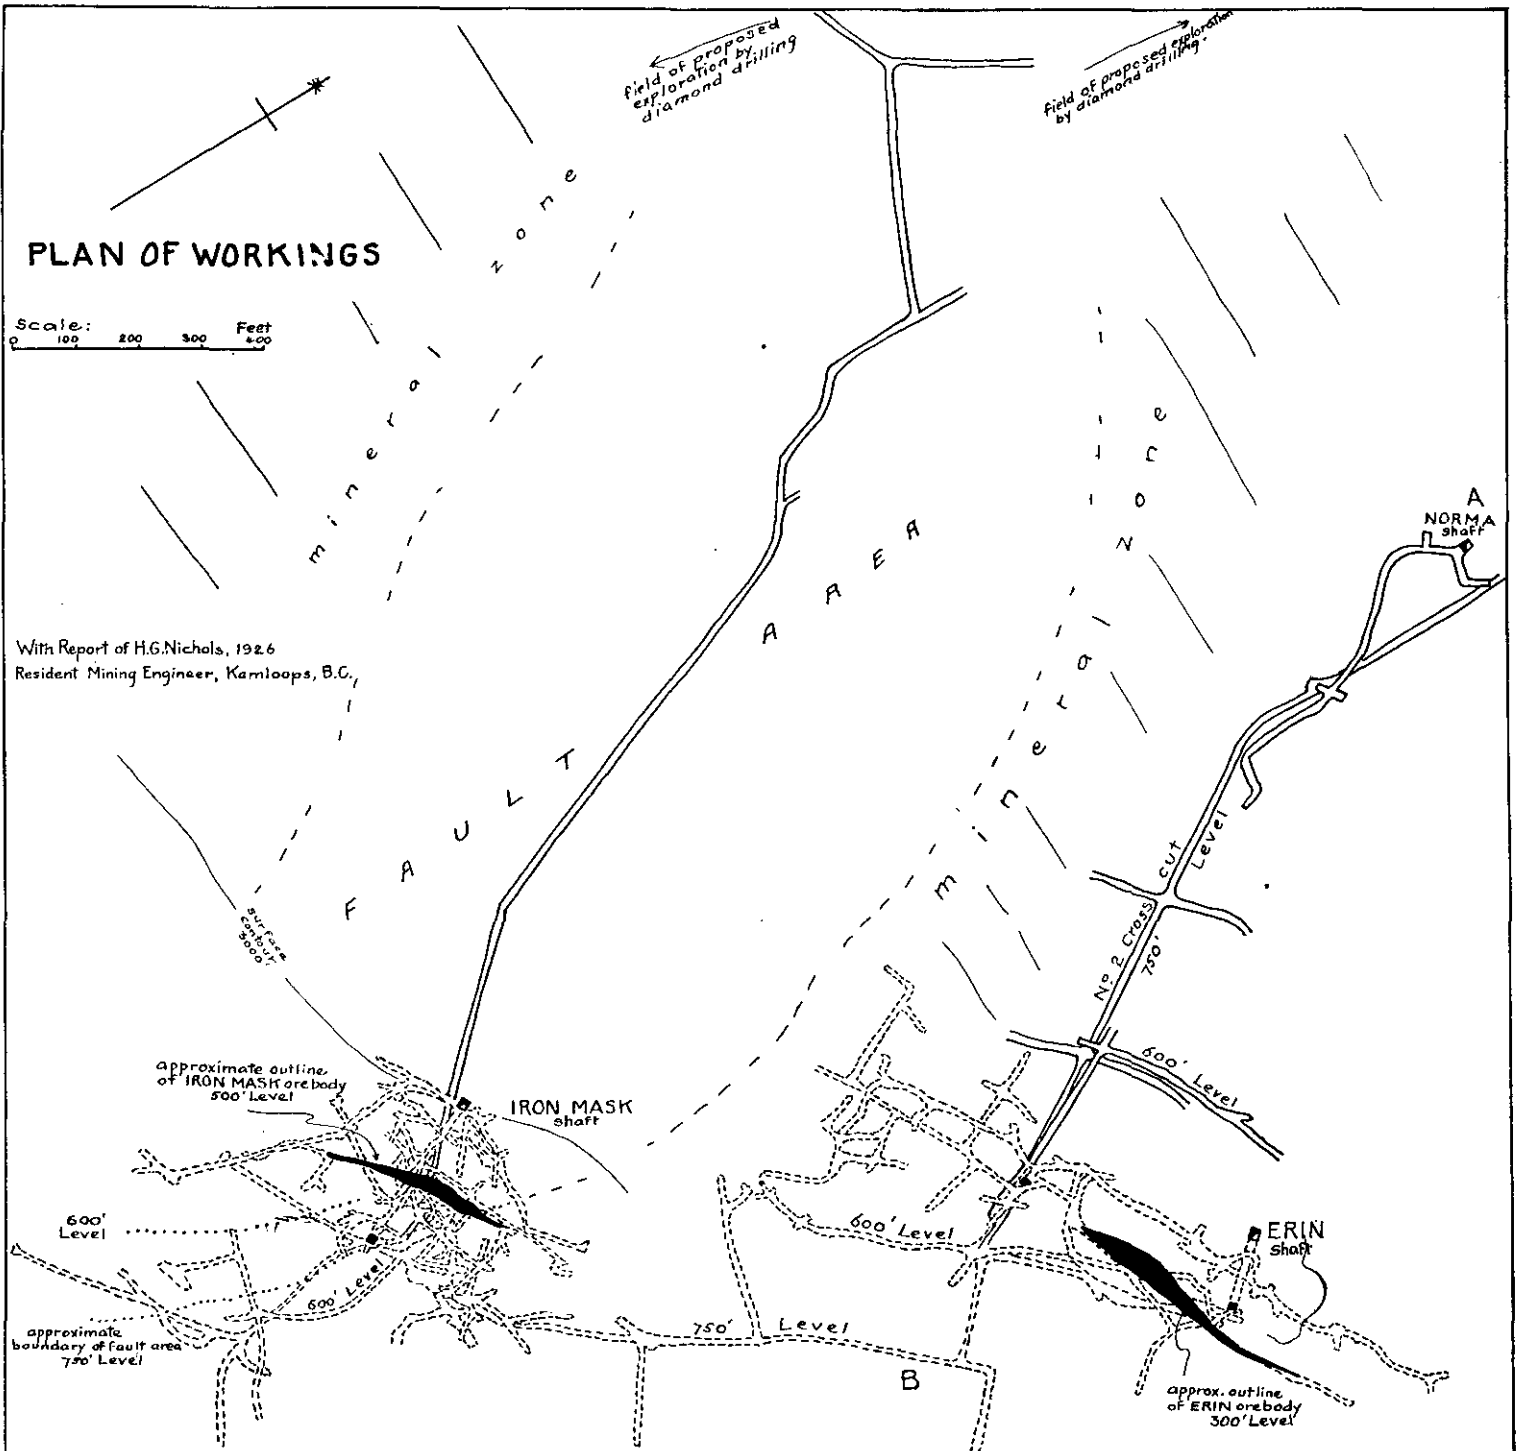 field of proposed
exploration by
diamond drilling
field of proposed exploration
by diamond drilling.
PLAN OF WORKINGS
Scale: Feet
0 100 200 300 400
mineral zone
mineral zone
FAULT AREA
A
NORMA
shaft
With Report of H.G.Nichols, 1926
Resident Mining Engineer, Kamloops, B.C.,
surface
contour
3000'
No 2 Cross cut
750' Level
600' Level
approximate outline
of IRON MASK orebody
500' Level
IRON MASK
shaft
600'
Level
600' Level
600' Level
ERIN
shaft
approximate
boundary of fault area
750' Level
750' Level
B
approx. outline
of ERIN orebody
300' Level